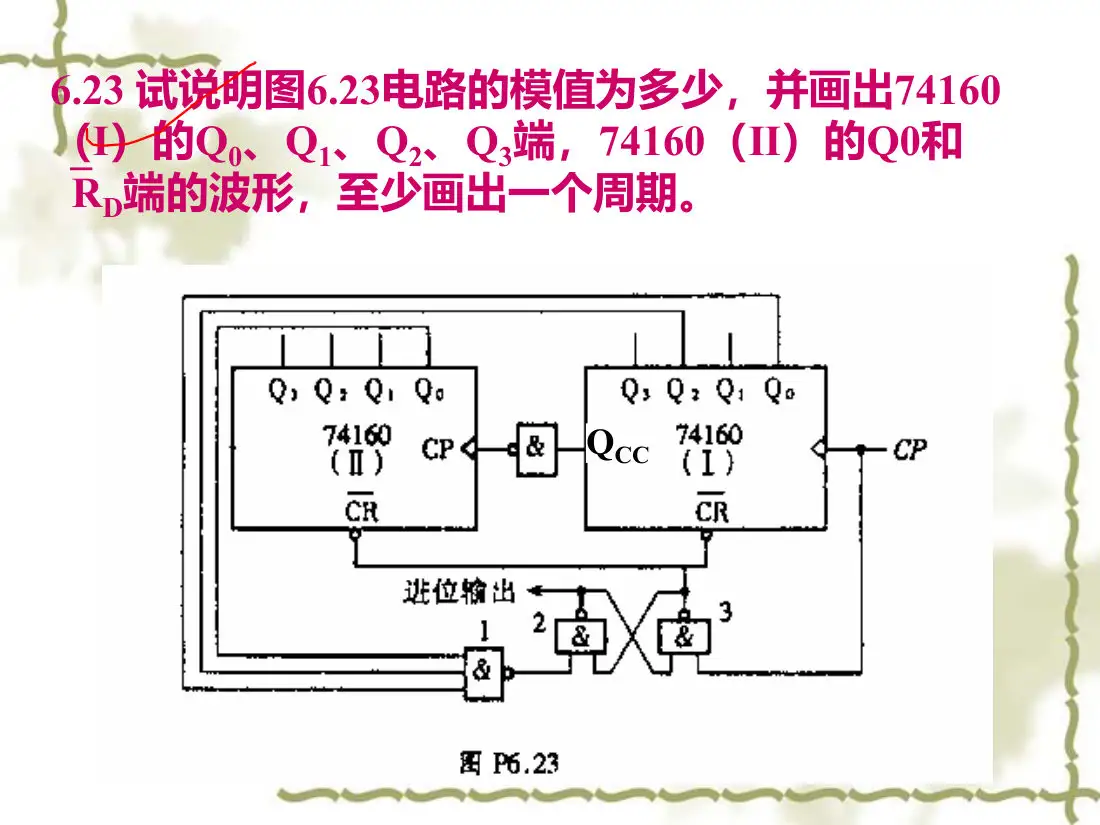 6.23 试说明图6.23电路的模值为多少，并画出74160
（I）的Q₀、Q₁、Q₂、Q₃端，74160（II）的Q0和
R̅D端的波形，至少画出一个周期。
Q₃ Q₂ Q₁ Q₀
74160
（Ⅱ）
CP
C̅R̅
&
QCC
Q₃ Q₂ Q₁ Q₀
74160
（Ⅰ）
C̅R̅
CP
进位输出
1
&
2
&
3
&
图 P6.23